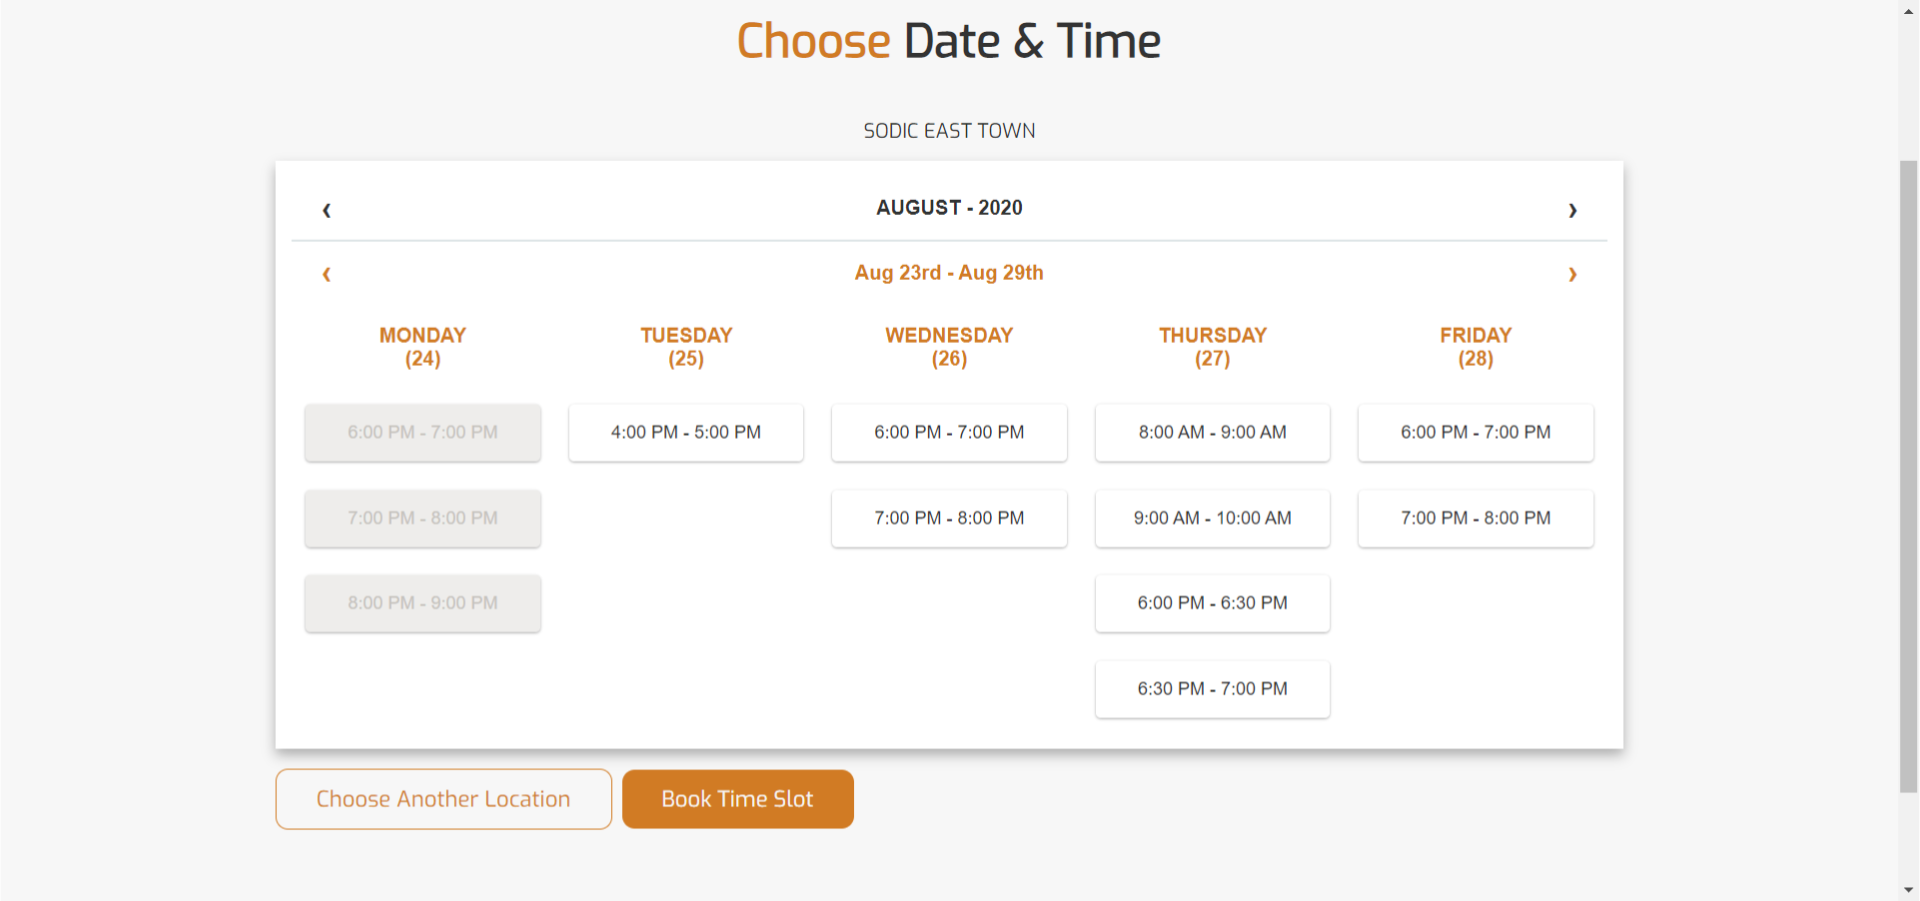 Choose Date & Time
SODIC EAST TOWN
‹ AUGUST - 2020 ›
‹ Aug 23rd - Aug 29th ›
MONDAY
(24)
6:00 PM - 7:00 PM
7:00 PM - 8:00 PM
8:00 PM - 9:00 PM
TUESDAY
(25)
4:00 PM - 5:00 PM
WEDNESDAY
(26)
6:00 PM - 7:00 PM
7:00 PM - 8:00 PM
THURSDAY
(27)
8:00 AM - 9:00 AM
9:00 AM - 10:00 AM
6:00 PM - 6:30 PM
6:30 PM - 7:00 PM
FRIDAY
(28)
6:00 PM - 7:00 PM
7:00 PM - 8:00 PM
Choose Another Location
Book Time Slot